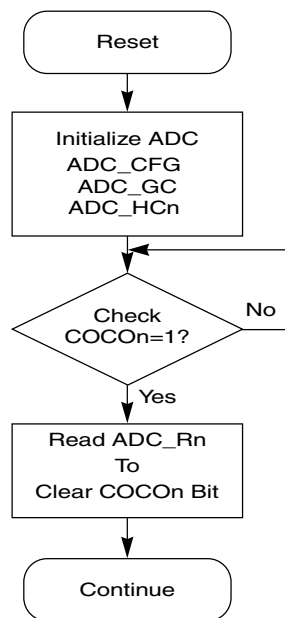 Reset
Initialize ADC
ADC_CFG
ADC_GC
ADC_HCn
Check
COCOn=1?
No
Yes
Read ADC_Rn
To
Clear COCOn Bit
Continue